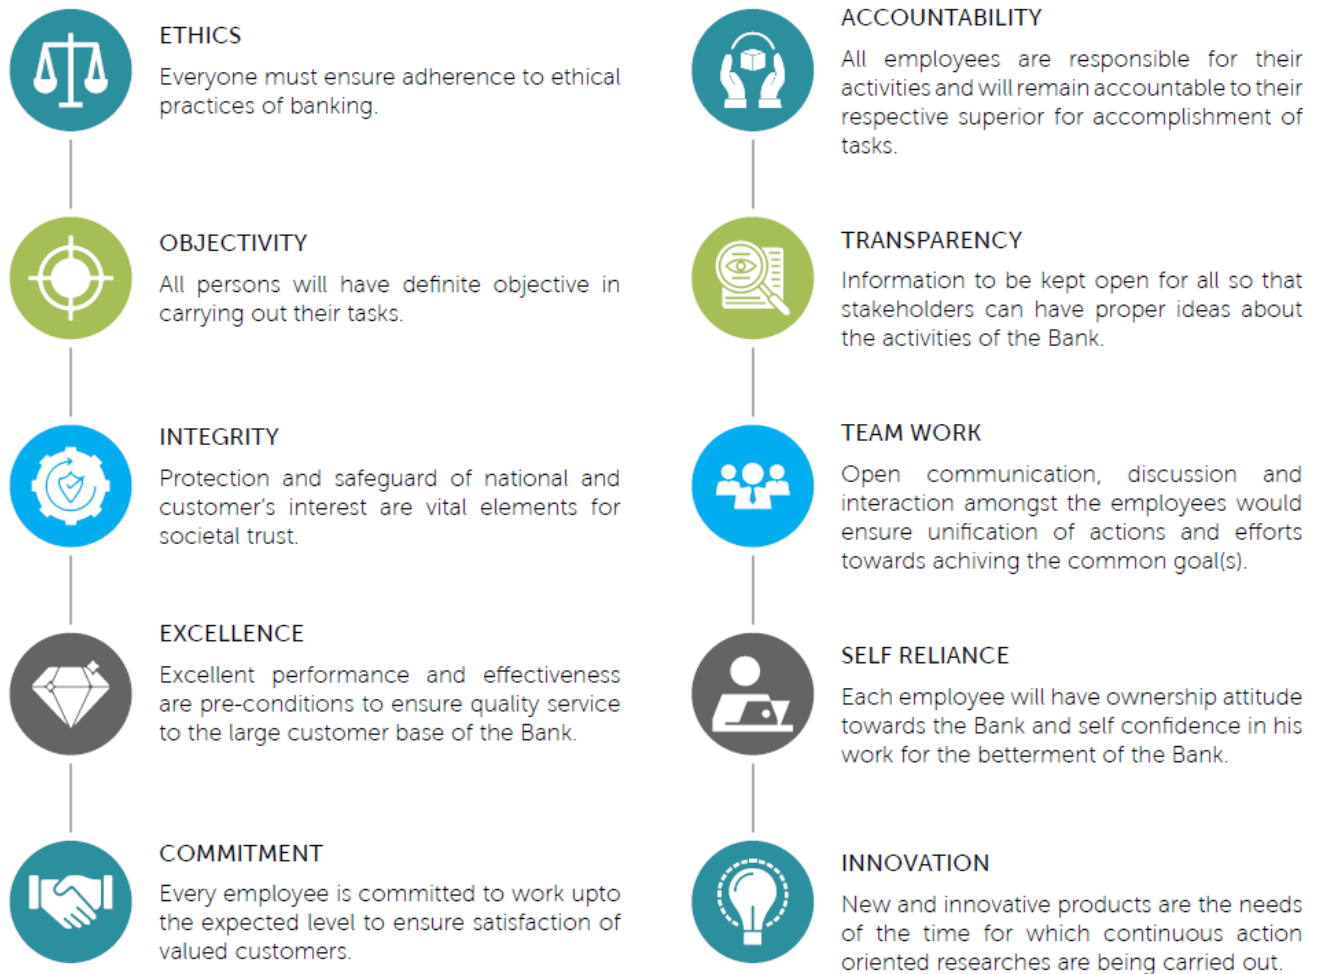 ETHICS
Everyone must ensure adherence to ethical
practices of banking.
OBJECTIVITY
All persons will have definite objective in
carrying out their tasks.
INTEGRITY
Protection and safeguard of national and
customer's interest are vital elements for
societal trust.
EXCELLENCE
Excellent performance and effectiveness
are pre-conditions to ensure quality service
to the large customer base of the Bank.
COMMITMENT
Every employee is committed to work upto
the expected level to ensure satisfaction of
valued customers.
ACCOUNTABILITY
All employees are responsible for their
activities and will remain accountable to their
respective superior for accomplishment of
tasks.
TRANSPARENCY
Information to be kept open for all so that
stakeholders can have proper ideas about
the activities of the Bank.
TEAM WORK
Open communication, discussion and
interaction amongst the employees would
ensure unification of actions and efforts
towards achiving the common goal(s).
SELF RELIANCE
Each employee will have ownership attitude
towards the Bank and self confidence in his
work for the betterment of the Bank.
INNOVATION
New and innovative products are the needs
of the time for which continuous action
oriented researches are being carried out.